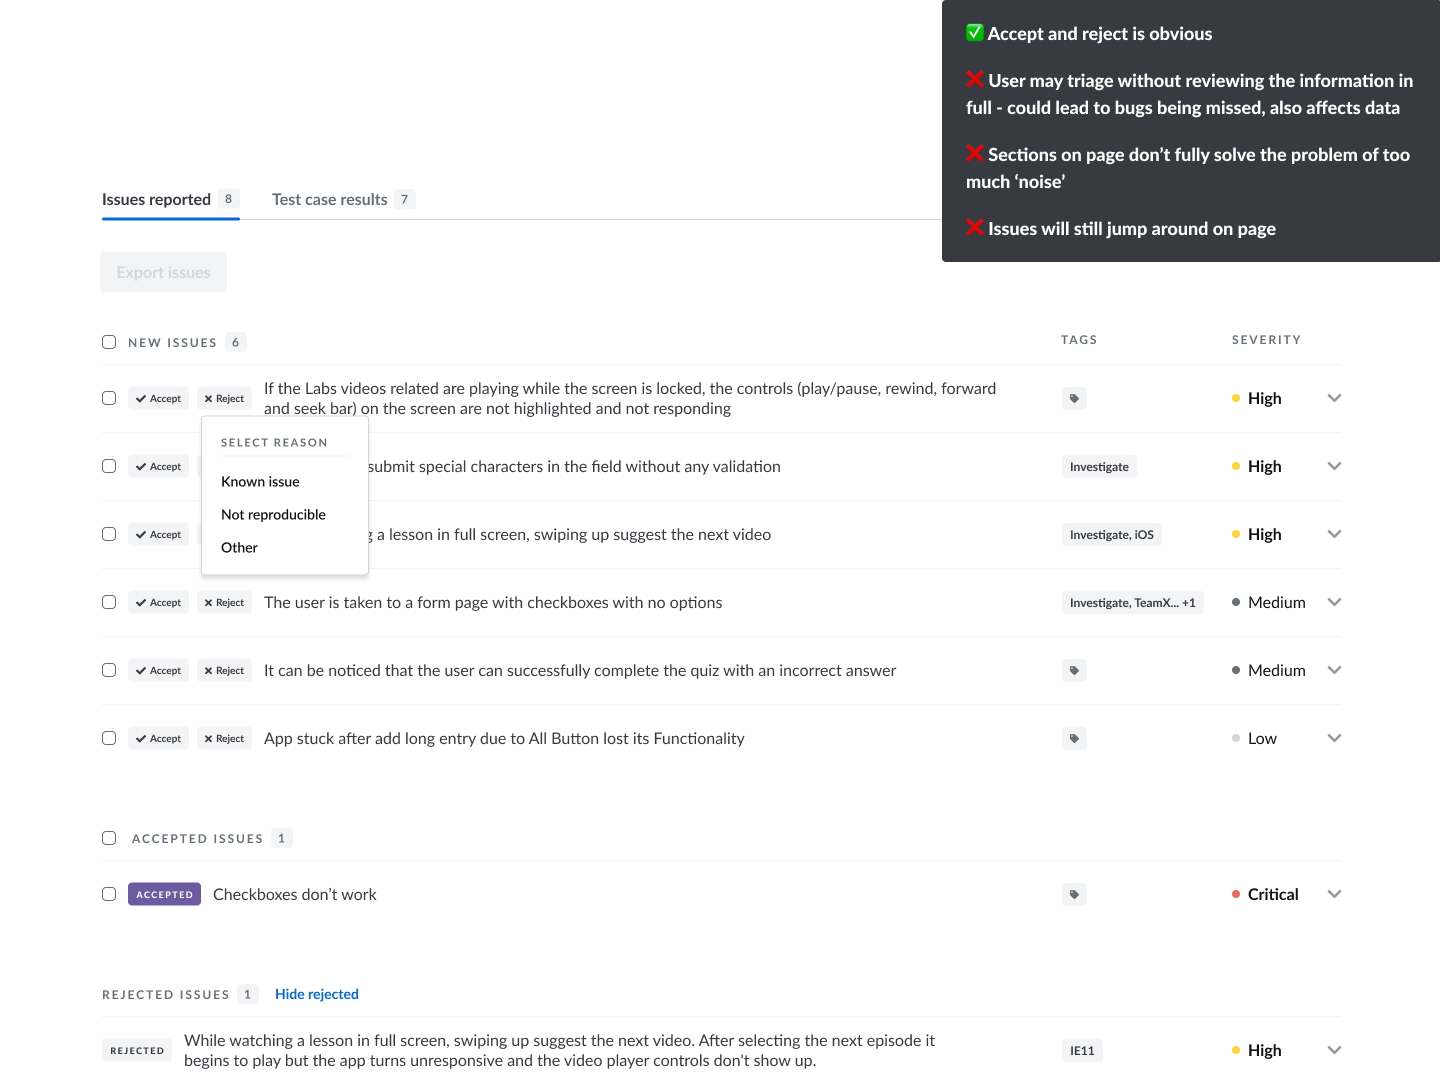 Accept and reject is obvious
User may triage without reviewing the information in
full - could lead to bugs being missed, also affects data
Sections on page don’t fully solve the problem of too
much ‘noise’
Issues will still jump around on page
Issues reported 8 Test case results 7
Export issues
NEW ISSUES 6 TAGS SEVERITY
Accept Reject If the Labs videos related are playing while the screen is locked, the controls (play/pause, rewind, forward
and seek bar) on the screen are not highlighted and not responding
High
SELECT REASON
Known issue
Not reproducible
Other
Accept submit special characters in the field without any validation Investigate High
Accept a lesson in full screen, swiping up suggest the next video Investigate, iOS High
Accept Reject The user is taken to a form page with checkboxes with no options Investigate, TeamX... +1 Medium
Accept Reject It can be noticed that the user can successfully complete the quiz with an incorrect answer Medium
Accept Reject App stuck after add long entry due to All Button lost its Functionality Low
ACCEPTED ISSUES 1
ACCEPTED Checkboxes don’t work Critical
REJECTED ISSUES 1 Hide rejected
REJECTED While watching a lesson in full screen, swiping up suggest the next video. After selecting the next episode it
begins to play but the app turns unresponsive and the video player controls don't show up.
IE11 High